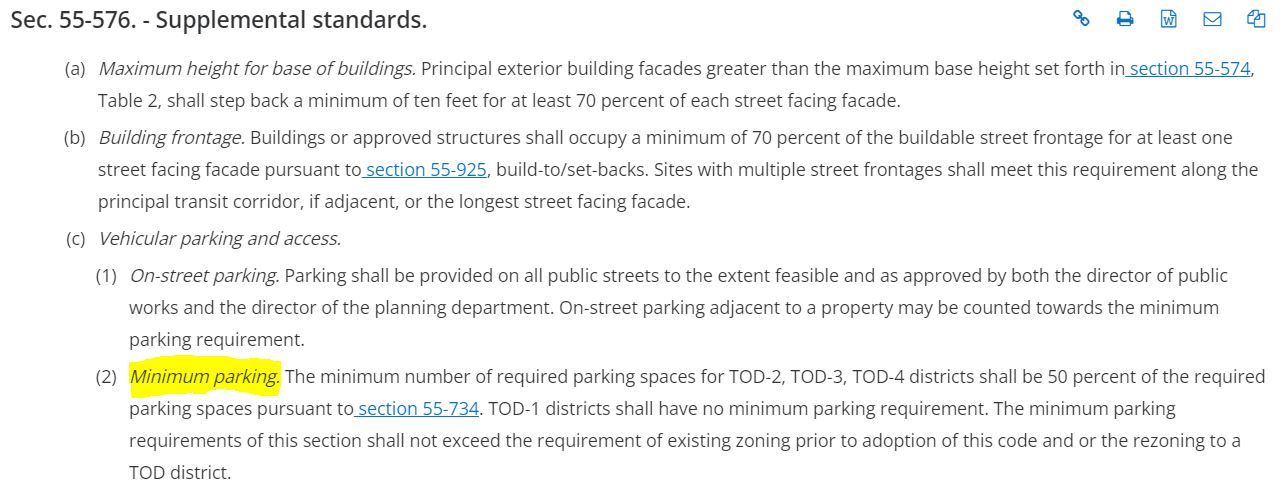 Sec. 55-576. - Supplemental standards.
(a) Maximum height for base of buildings. Principal exterior building facades greater than the maximum base height set forth in section 55-574,
Table 2, shall step back a minimum of ten feet for at least 70 percent of each street facing facade.
(b) Building frontage. Buildings or approved structures shall occupy a minimum of 70 percent of the buildable street frontage for at least one
street facing facade pursuant to section 55-925, build-to/set-backs. Sites with multiple street frontages shall meet this requirement along the
principal transit corridor, if adjacent, or the longest street facing facade.
(c) Vehicular parking and access.
(1) On-street parking. Parking shall be provided on all public streets to the extent feasible and as approved by both the director of public
works and the director of the planning department. On-street parking adjacent to a property may be counted towards the minimum
parking requirement.
(2) Minimum parking. The minimum number of required parking spaces for TOD-2, TOD-3, TOD-4 districts shall be 50 percent of the required
parking spaces pursuant to section 55-734. TOD-1 districts shall have no minimum parking requirement. The minimum parking
requirements of this section shall not exceed the requirement of existing zoning prior to adoption of this code and or the rezoning to a
TOD district.